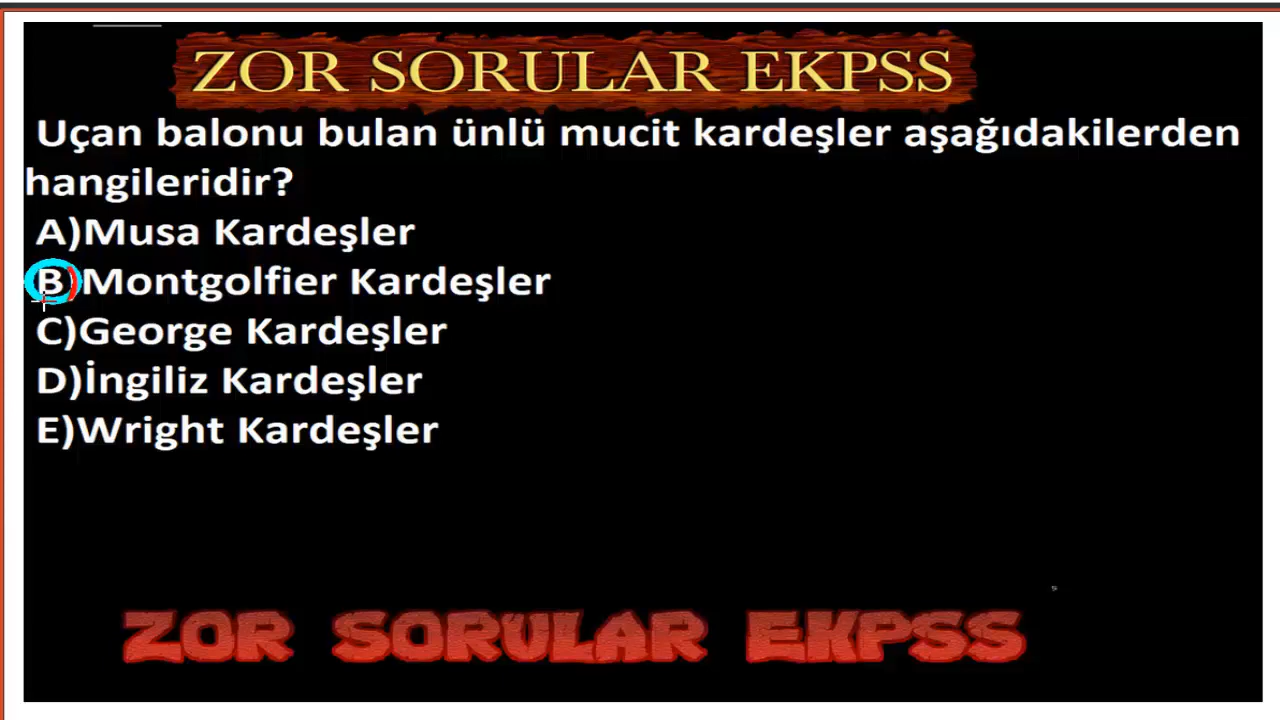 ZOR SORULAR EKPSS
Uçan balonu bulan ünlü mucit kardeşler aşağıdakilerden
hangileridir?
A)Musa Kardeşler
B)Montgolfier Kardeşler
C)George Kardeşler
D)İngiliz Kardeşler
E)Wright Kardeşler
ZOR SORULAR EKPSS